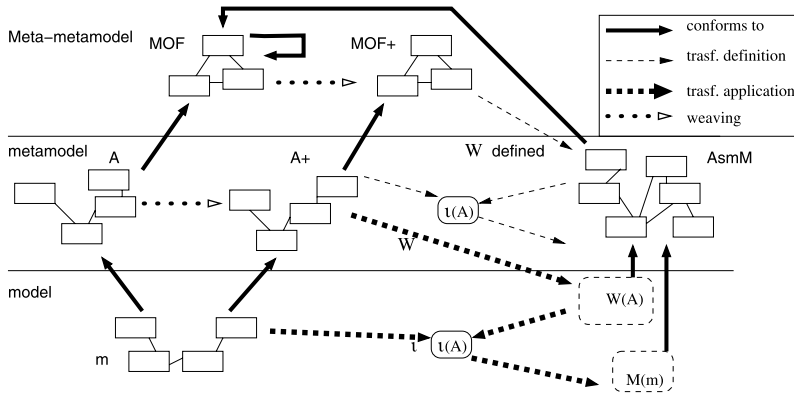 conforms to
Meta-metamodel
MOF
MOF+
trasf. definition
trasf. application
weaving
metamodel
A
A+
W defined
AsmM
ι(A)
W
model
W(A)
m
ι
ι(A)
M(m)